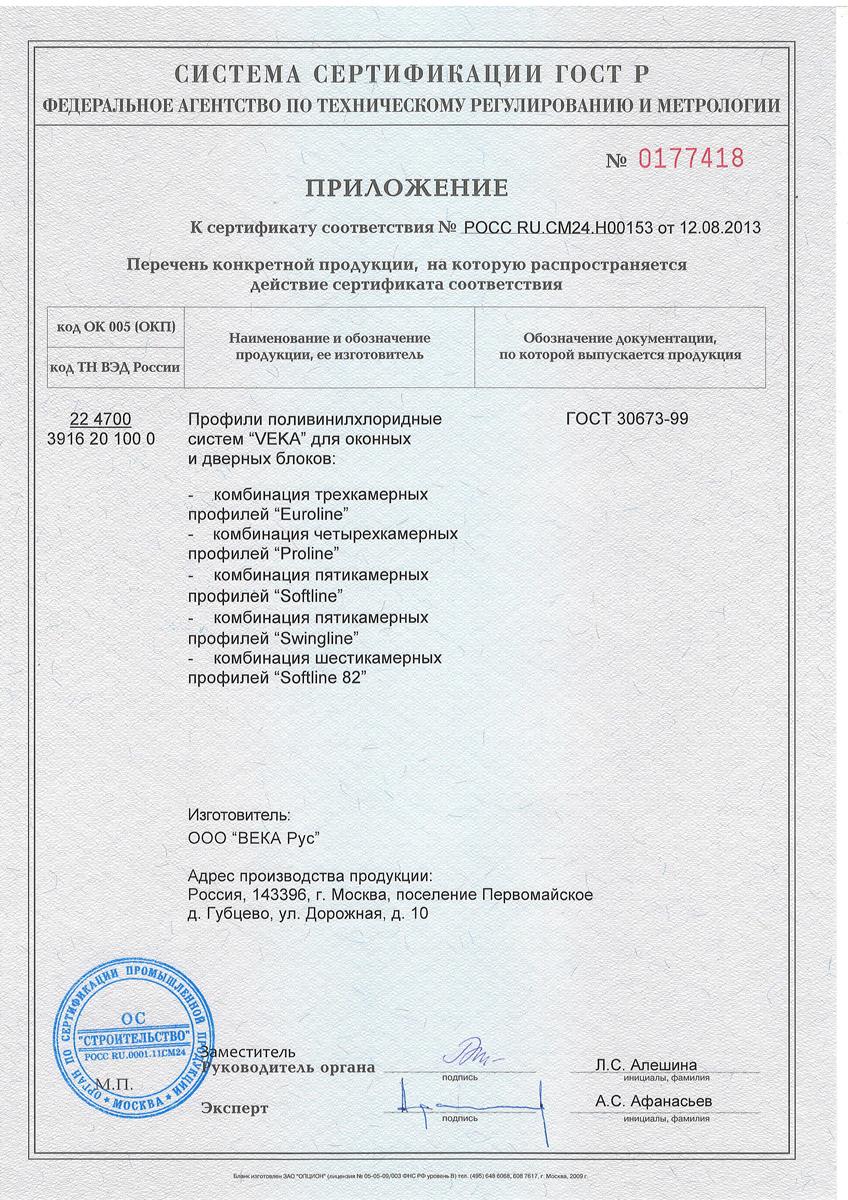 СИСТЕМА СЕРТИФИКАЦИИ ГОСТ Р
ФЕДЕРАЛЬНОЕ АГЕНТСТВО ПО ТЕХНИЧЕСКОМУ РЕГУЛИРОВАНИЮ И МЕТРОЛОГИИ
№ 0177418
ПРИЛОЖЕНИЕ
К сертификату соответствия № РОСС RU.СМ24.Н00153 от 12.08.2013
Перечень конкретной продукции, на которую распространяется
действие сертификата соответствия
код ОК 005 (ОКП)
код ТН ВЭД России
Наименование и обозначение
продукции, ее изготовитель
Обозначение документации,
по которой выпускается продукция
22 4700
3916 20 100 0
Профили поливинилхлоридные
систем “VEKA” для оконных
и дверных блоков:
ГОСТ 30673-99
- комбинация трехкамерных
профилей “Euroline”
- комбинация четырехкамерных
профилей “Proline”
- комбинация пятикамерных
профилей “Softline”
- комбинация пятикамерных
профилей “Swingline”
- комбинация шестикамерных
профилей “Softline 82”
Изготовитель:
ООО “ВЕКА Рус”
Адрес производства продукции:
Россия, 143396, г. Москва, поселение Первомайское
д. Губцево, ул. Дорожная, д. 10
ОРГАН ПО СЕРТИФИКАЦИИ ПРОМЫШЛЕННОЙ ПРОДУКЦИИ
ОС
"СТРОИТЕЛЬСТВО"
РОСС RU.0001.11СМ24
* МОСКВА *
М.П.
Заместитель
Руководитель органа
подпись
Л.С. Алешина
инициалы, фамилия
Эксперт
подпись
А.С. Афанасьев
инициалы, фамилия
Бланк изготовлен ЗАО "ОПЦИОН" (лицензия № 05-05-09/003 ФНС РФ уровень В) тел. (495) 648 6068, 608 7617, г. Москва, 2009 г.